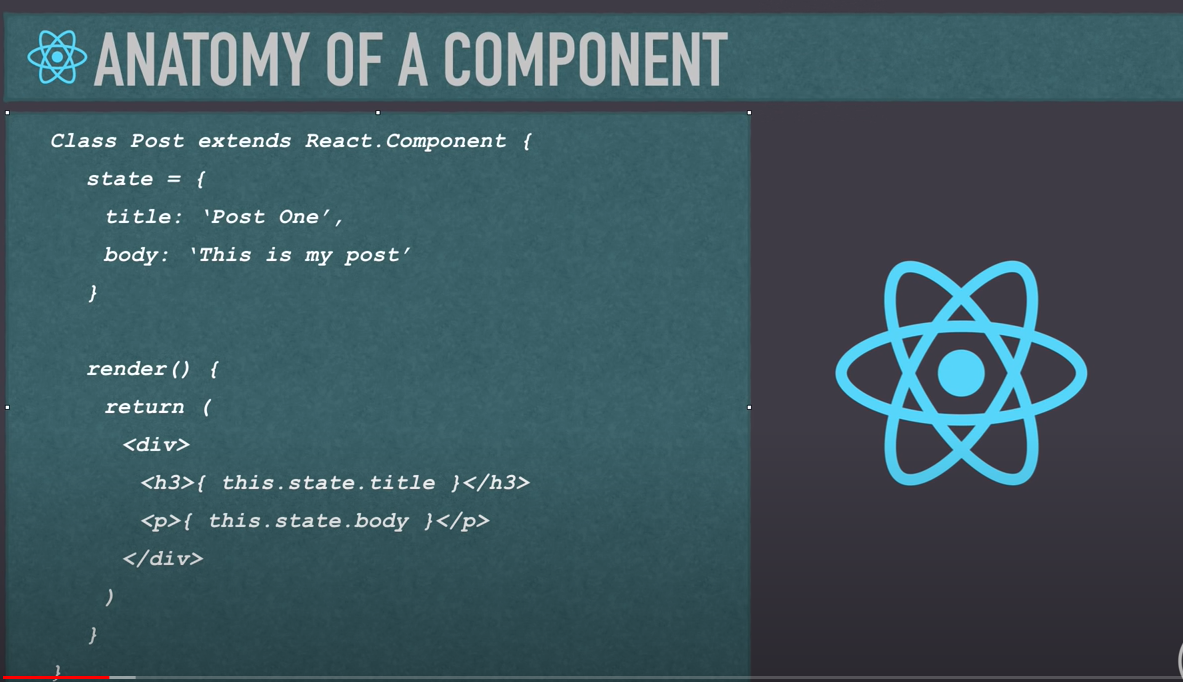 ANATOMY OF A COMPONENT
Class Post extends React.Component {
state = {
title: ‘Post One’,
body: ‘This is my post’
}
render() {
return (
<div>
<h3>{ this.state.title }</h3>
<p>{ this.state.body }</p>
</div>
)
}
}